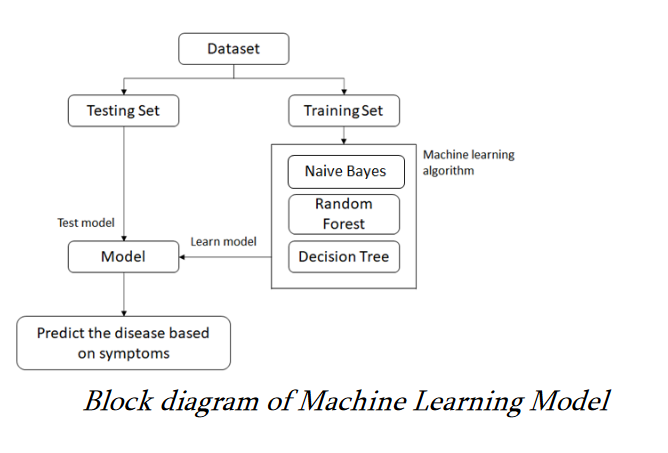 Dataset
Testing Set
Training Set
Machine learning
algorithm
Naive Bayes
Random
Forest
Decision Tree
Test model
Learn model
Model
Predict the disease based
on symptoms
Block diagram of Machine Learning Model